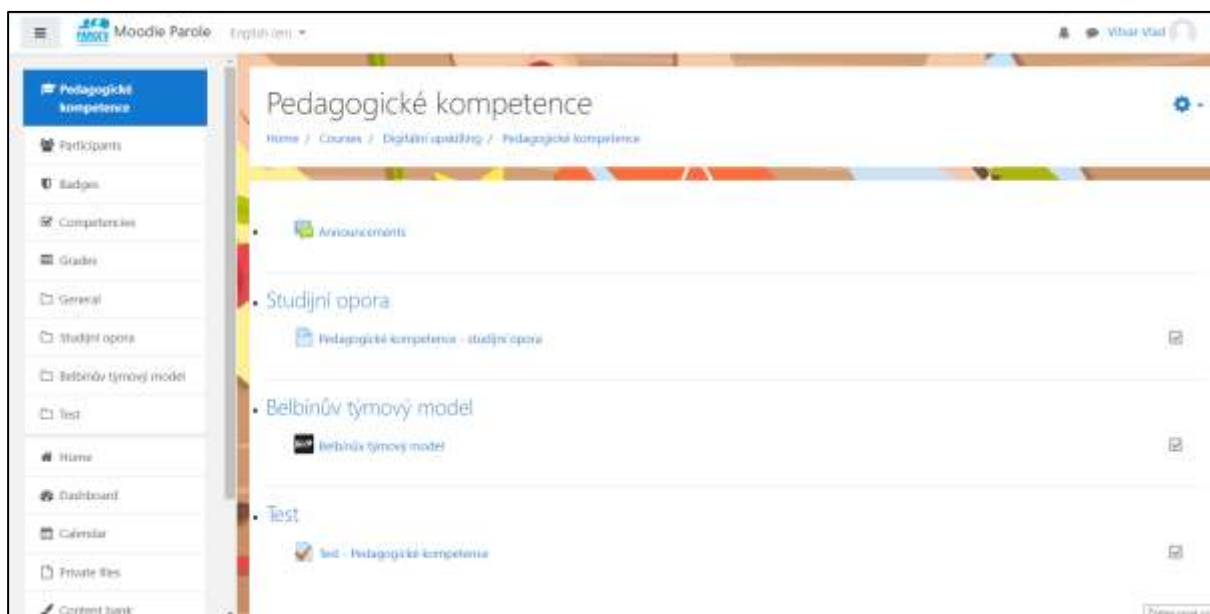 Moodle Parole English (en)
Pedagogické
kompetence
Participants
Badges
Competencies
Grades
General
Studijní opora
Belbinův týmový model
Test
Home
Dashboard
Calendar
Private files
Content bank
Pedagogické kompetence
Home / Courses / Digitální upskilling / Pedagogické kompetence
Announcements
Studijní opora
Pedagogické kompetence - studijní opora
Belbinův týmový model
Belbinův týmový model
Test
Test - Pedagogické kompetence